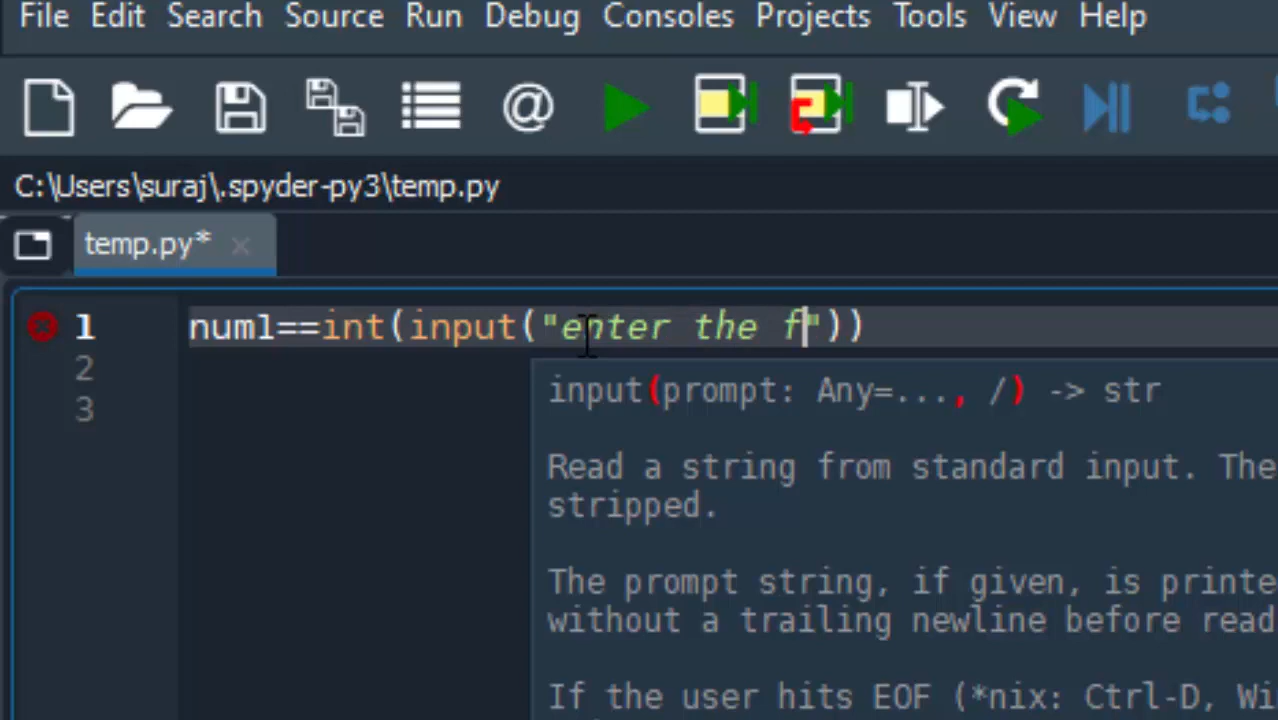 File Edit Search Source Run Debug Consoles Projects Tools View Help
C:\Users\suraj\.spyder-py3\temp.py
temp.py*
1 num1==int(input("enter the f"))
2
3
input(prompt: Any=..., /) -> str
Read a string from standard input. The
stripped.
The prompt string, if given, is printe
without a trailing newline before read
If the user hits EOF (*nix: Ctrl-D, Wi